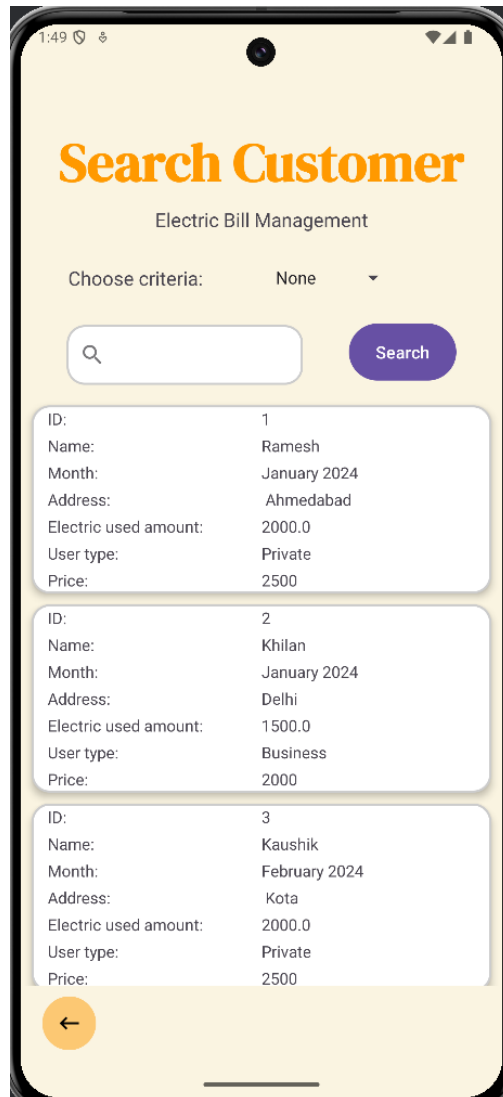 1:49
Search Customer
Electric Bill Management
Choose criteria: None
Search
ID: 1
Name: Ramesh
Month: January 2024
Address: Ahmedabad
Electric used amount: 2000.0
User type: Private
Price: 2500
ID: 2
Name: Khilan
Month: January 2024
Address: Delhi
Electric used amount: 1500.0
User type: Business
Price: 2000
ID: 3
Name: Kaushik
Month: February 2024
Address: Kota
Electric used amount: 2000.0
User type: Private
Price: 2500